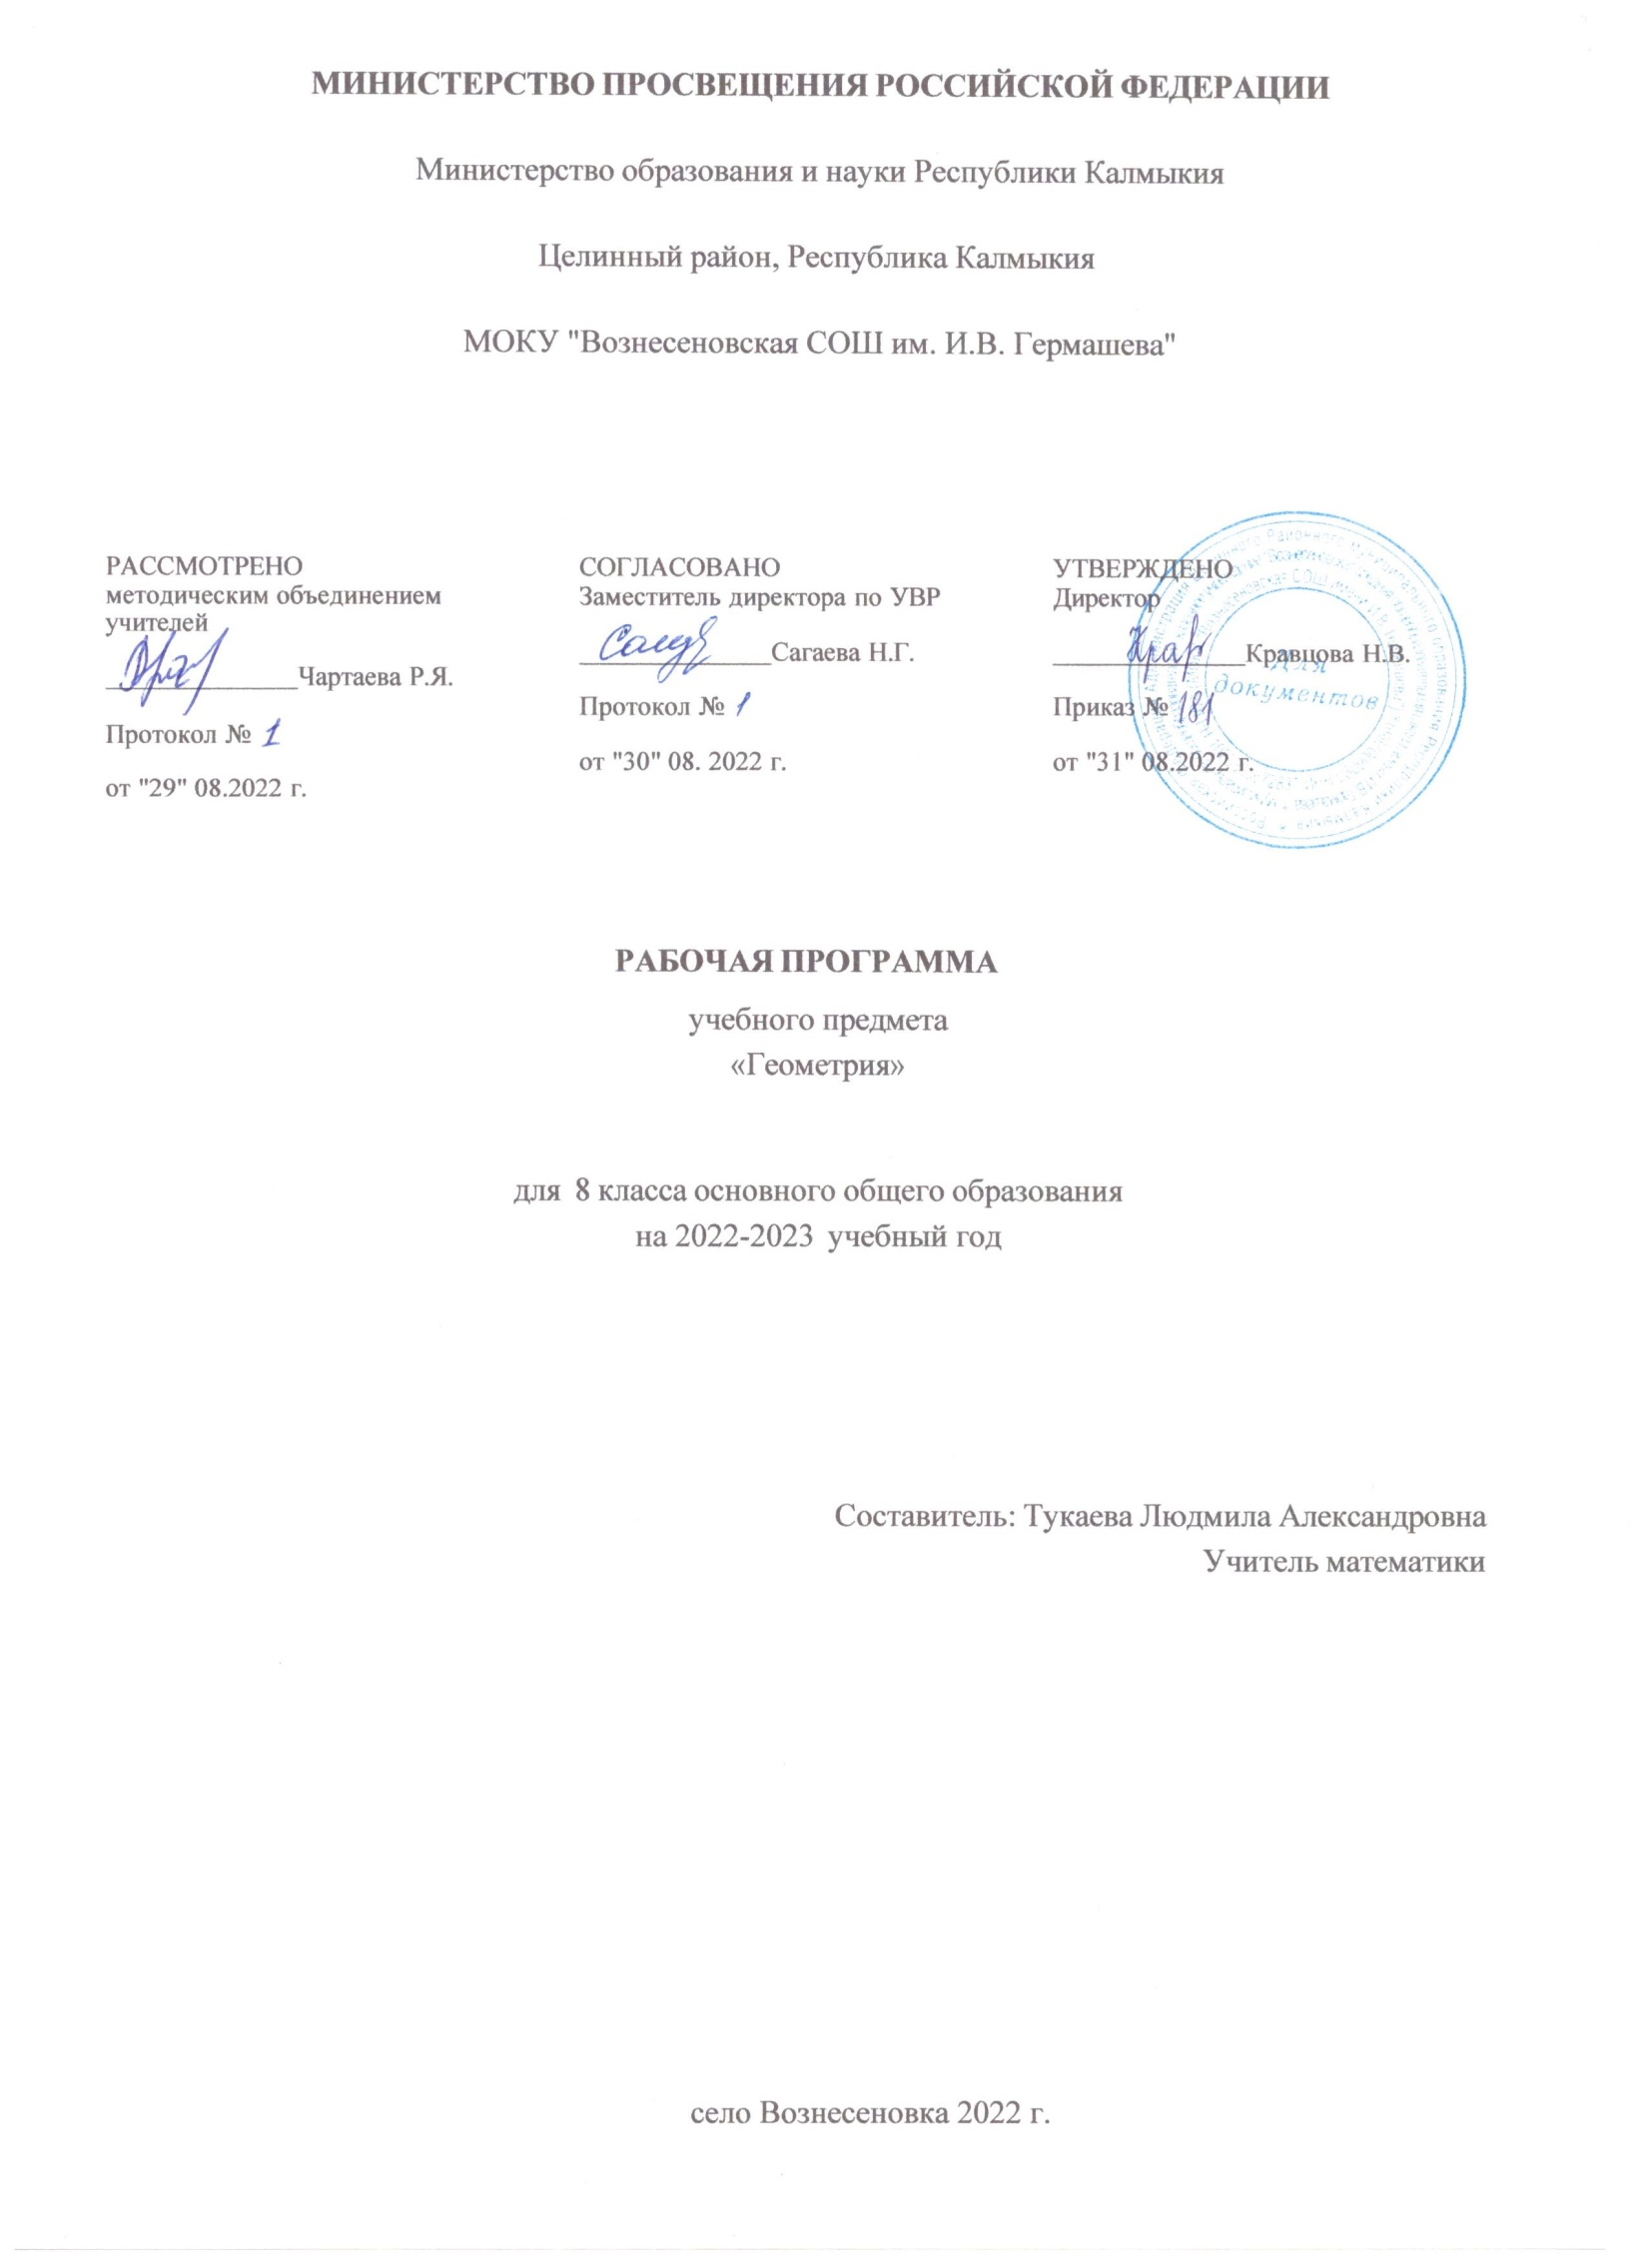 МИНИСТЕРСТВО ПРОСВЕЩЕНИЯ РОССИЙСКОЙ ФЕДЕРАЦИИ
Министерство образования и науки Республики Калмыкия
Целинный район, Республика Калмыкия
МОКУ "Вознесеновская СОШ им. И.В. Гермашева"
РАССМОТРЕНО
методическим объединением
учителей
______________Чартаева Р.Я.
Протокол № 1
от "29" 08.2022 г.
СОГЛАСОВАНО
Заместитель директора по УВР
______________Сагаева Н.Г.
Протокол № 1
от "30" 08. 2022 г.
УТВЕРЖДЕНО
Директор
______________Кравцова Н.В.
Приказ № 181
от "31" 08.2022 г.
Для
документов
РАБОЧАЯ ПРОГРАММА
учебного предмета
«Геометрия»
для 8 класса основного общего образования
на 2022-2023 учебный год
Составитель: Тукаева Людмила Александровна
Учитель математики
село Вознесеновка 2022 г.